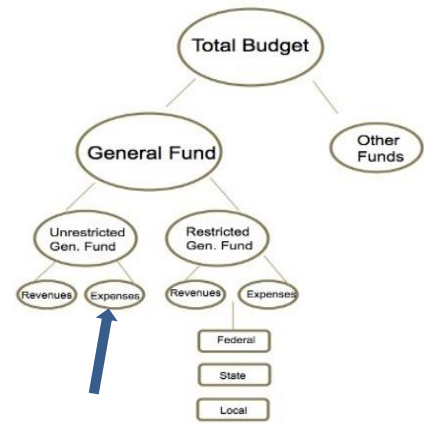 Total Budget
General Fund
Other
Funds
Unrestricted
Gen. Fund
Restricted
Gen. Fund
Revenues
Expenses
Revenues
Expenses
Federal
State
Local